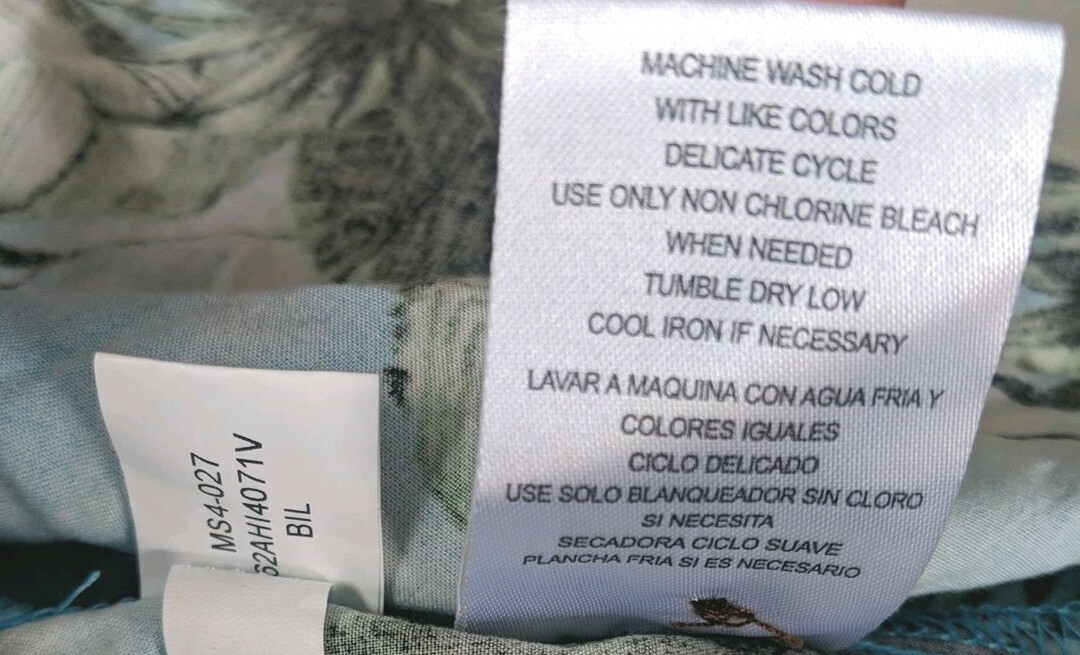 MACHINE WASH COLD
WITH LIKE COLORS
DELICATE CYCLE
USE ONLY NON CHLORINE BLEACH
WHEN NEEDED
TUMBLE DRY LOW
COOL IRON IF NECESSARY
LAVAR A MAQUINA CON AGUA FRIA Y
COLORES IGUALES
CICLO DELICADO
USE SOLO BLANQUEADOR SIN CLORO
SI NECESITA
SECADORA CICLO SUAVE
PLANCHA FRIA SI ES NECESARIO
MS4-027
62AHI4071V
BIL